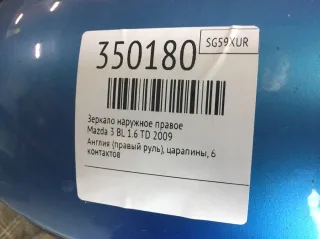 350180
SG59XUR
Зеркало наружное правое
Mazda 3 BL 1.6 TD 2009
Англия (правый руль), царапины, 6
контактов